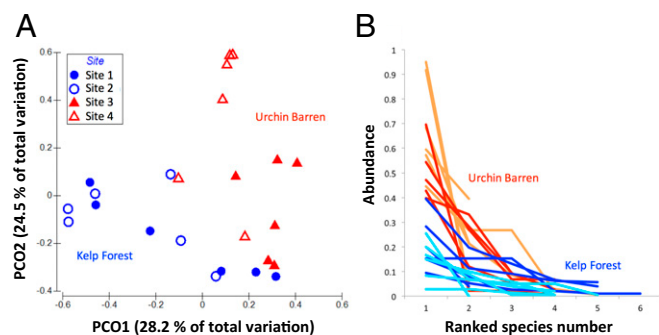 A
B
Site
Site 1
Site 2
Site 3
Site 4
Urchin Barren
Kelp Forest
0.6
0.4
0.2
0
-0.2
-0.4
-0.6
-0.4
-0.2
0
0.2
0.4
0.6
PCO2 (24.5 % of total variation)
PCO1 (28.2 % of total variation)
1
0.9
0.8
0.7
0.6
0.5
0.4
0.3
0.2
0.1
0
Abundance
Urchin Barren
Kelp Forest
1 2 3 4 5 6
Ranked species number